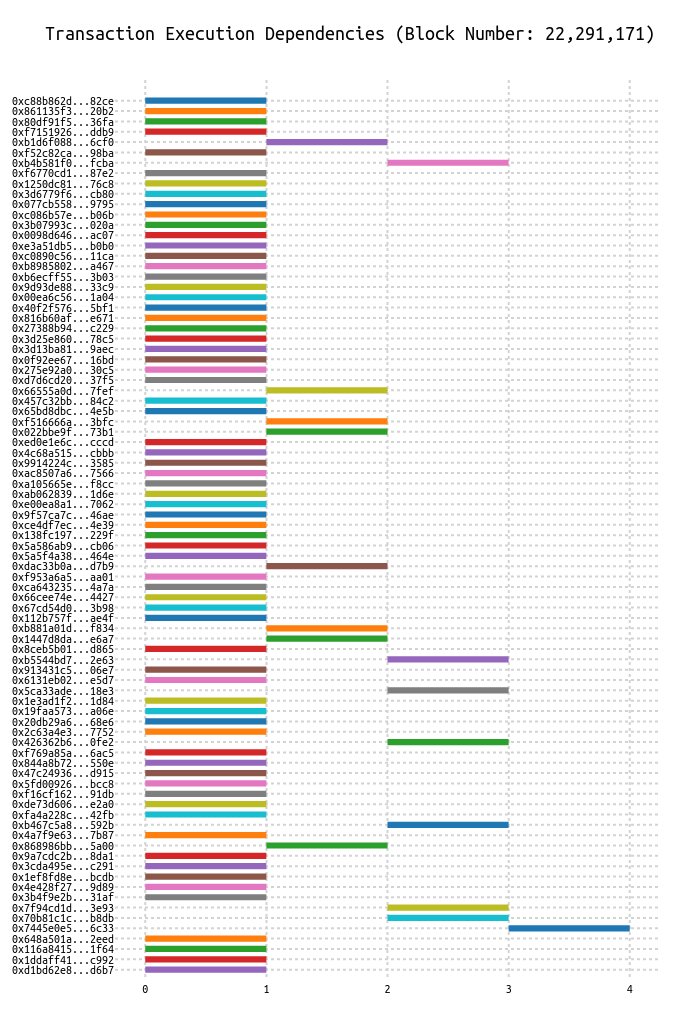 Transaction Execution Dependencies (Block Number: 22,291,171)
0xc88b862d...82ce
0x861135f3...20b2
0x80df91f5...36fa
0xf7151926...ddb9
0xb1d6f088...6cf0
0xf52c82ca...98ba
0xb4b581f0...fcba
0xf6770cd1...87e2
0x1250dc81...76c8
0x3d6779f6...cb80
0x077cb558...9795
0xc086b57e...b06b
0x3b07993c...020a
0x0098d646...ac07
0xe3a51db5...b0b0
0xc0890c56...11ca
0xb8985802...a467
0xb6ecff55...3b03
0x9d93de88...33c9
0x00ea6c56...1a04
0x40f2f576...5bf1
0x816b60af...e671
0x27388b94...c229
0x3d25e860...78c5
0x3d13ba81...9aec
0x0f92ee67...16bd
0x275e92a0...30c5
0xd7d6cd20...37f5
0x66555a0d...7fef
0x457c32bb...84c2
0x65bd8dbc...4e5b
0xf516666a...3bfc
0x022bbe9f...73b1
0xed0e1e6c...cccd
0x4c68a515...cbbb
0x9914224c...3585
0xac8507a6...7566
0xa105665e...f8cc
0xab062839...1d6e
0xe00ea8a1...7062
0x9f57ca7c...46ae
0xce4df7ec...4e39
0x138fc197...229f
0x5a586ab9...cb06
0x5a5f4a38...464e
0xdac33b0a...d7b9
0xf953a6a5...aa01
0xca643235...4a7a
0x66cee74e...4427
0x67cd54d0...3b98
0x112b757f...ae4f
0xb881a01d...f834
0x1447d8da...e6a7
0x8ceb5b01...d865
0xb5544bd7...2e63
0x913431c5...06e7
0x6131eb02...e5d7
0x5ca33ade...18e3
0x1e3ad1f2...1d84
0x19faa573...a06e
0x20db29a6...68e6
0x2c63a4e3...7752
0x426362b6...0fe2
0xf769a85a...6ac5
0x844a8b72...550e
0x47c24936...d915
0x5fd00926...bcc8
0xf16cf162...91db
0xde73d606...e2a0
0xfa4a228c...42fb
0xb467c5a8...592b
0x4a7f9e63...7b87
0x868986bb...5a00
0x9a7cdc2b...8da1
0x3cda495e...c291
0x1ef8fd8e...bcdb
0x4e428f27...9d89
0x3b4f9e2b...31af
0x7f94cd1d...3e93
0x70b81c1c...b8db
0x7445e0e5...6c33
0x648a501a...2eed
0x116a8415...1f64
0x1ddaff41...c992
0xd1bd62e8...d6b7
0 1 2 3 4